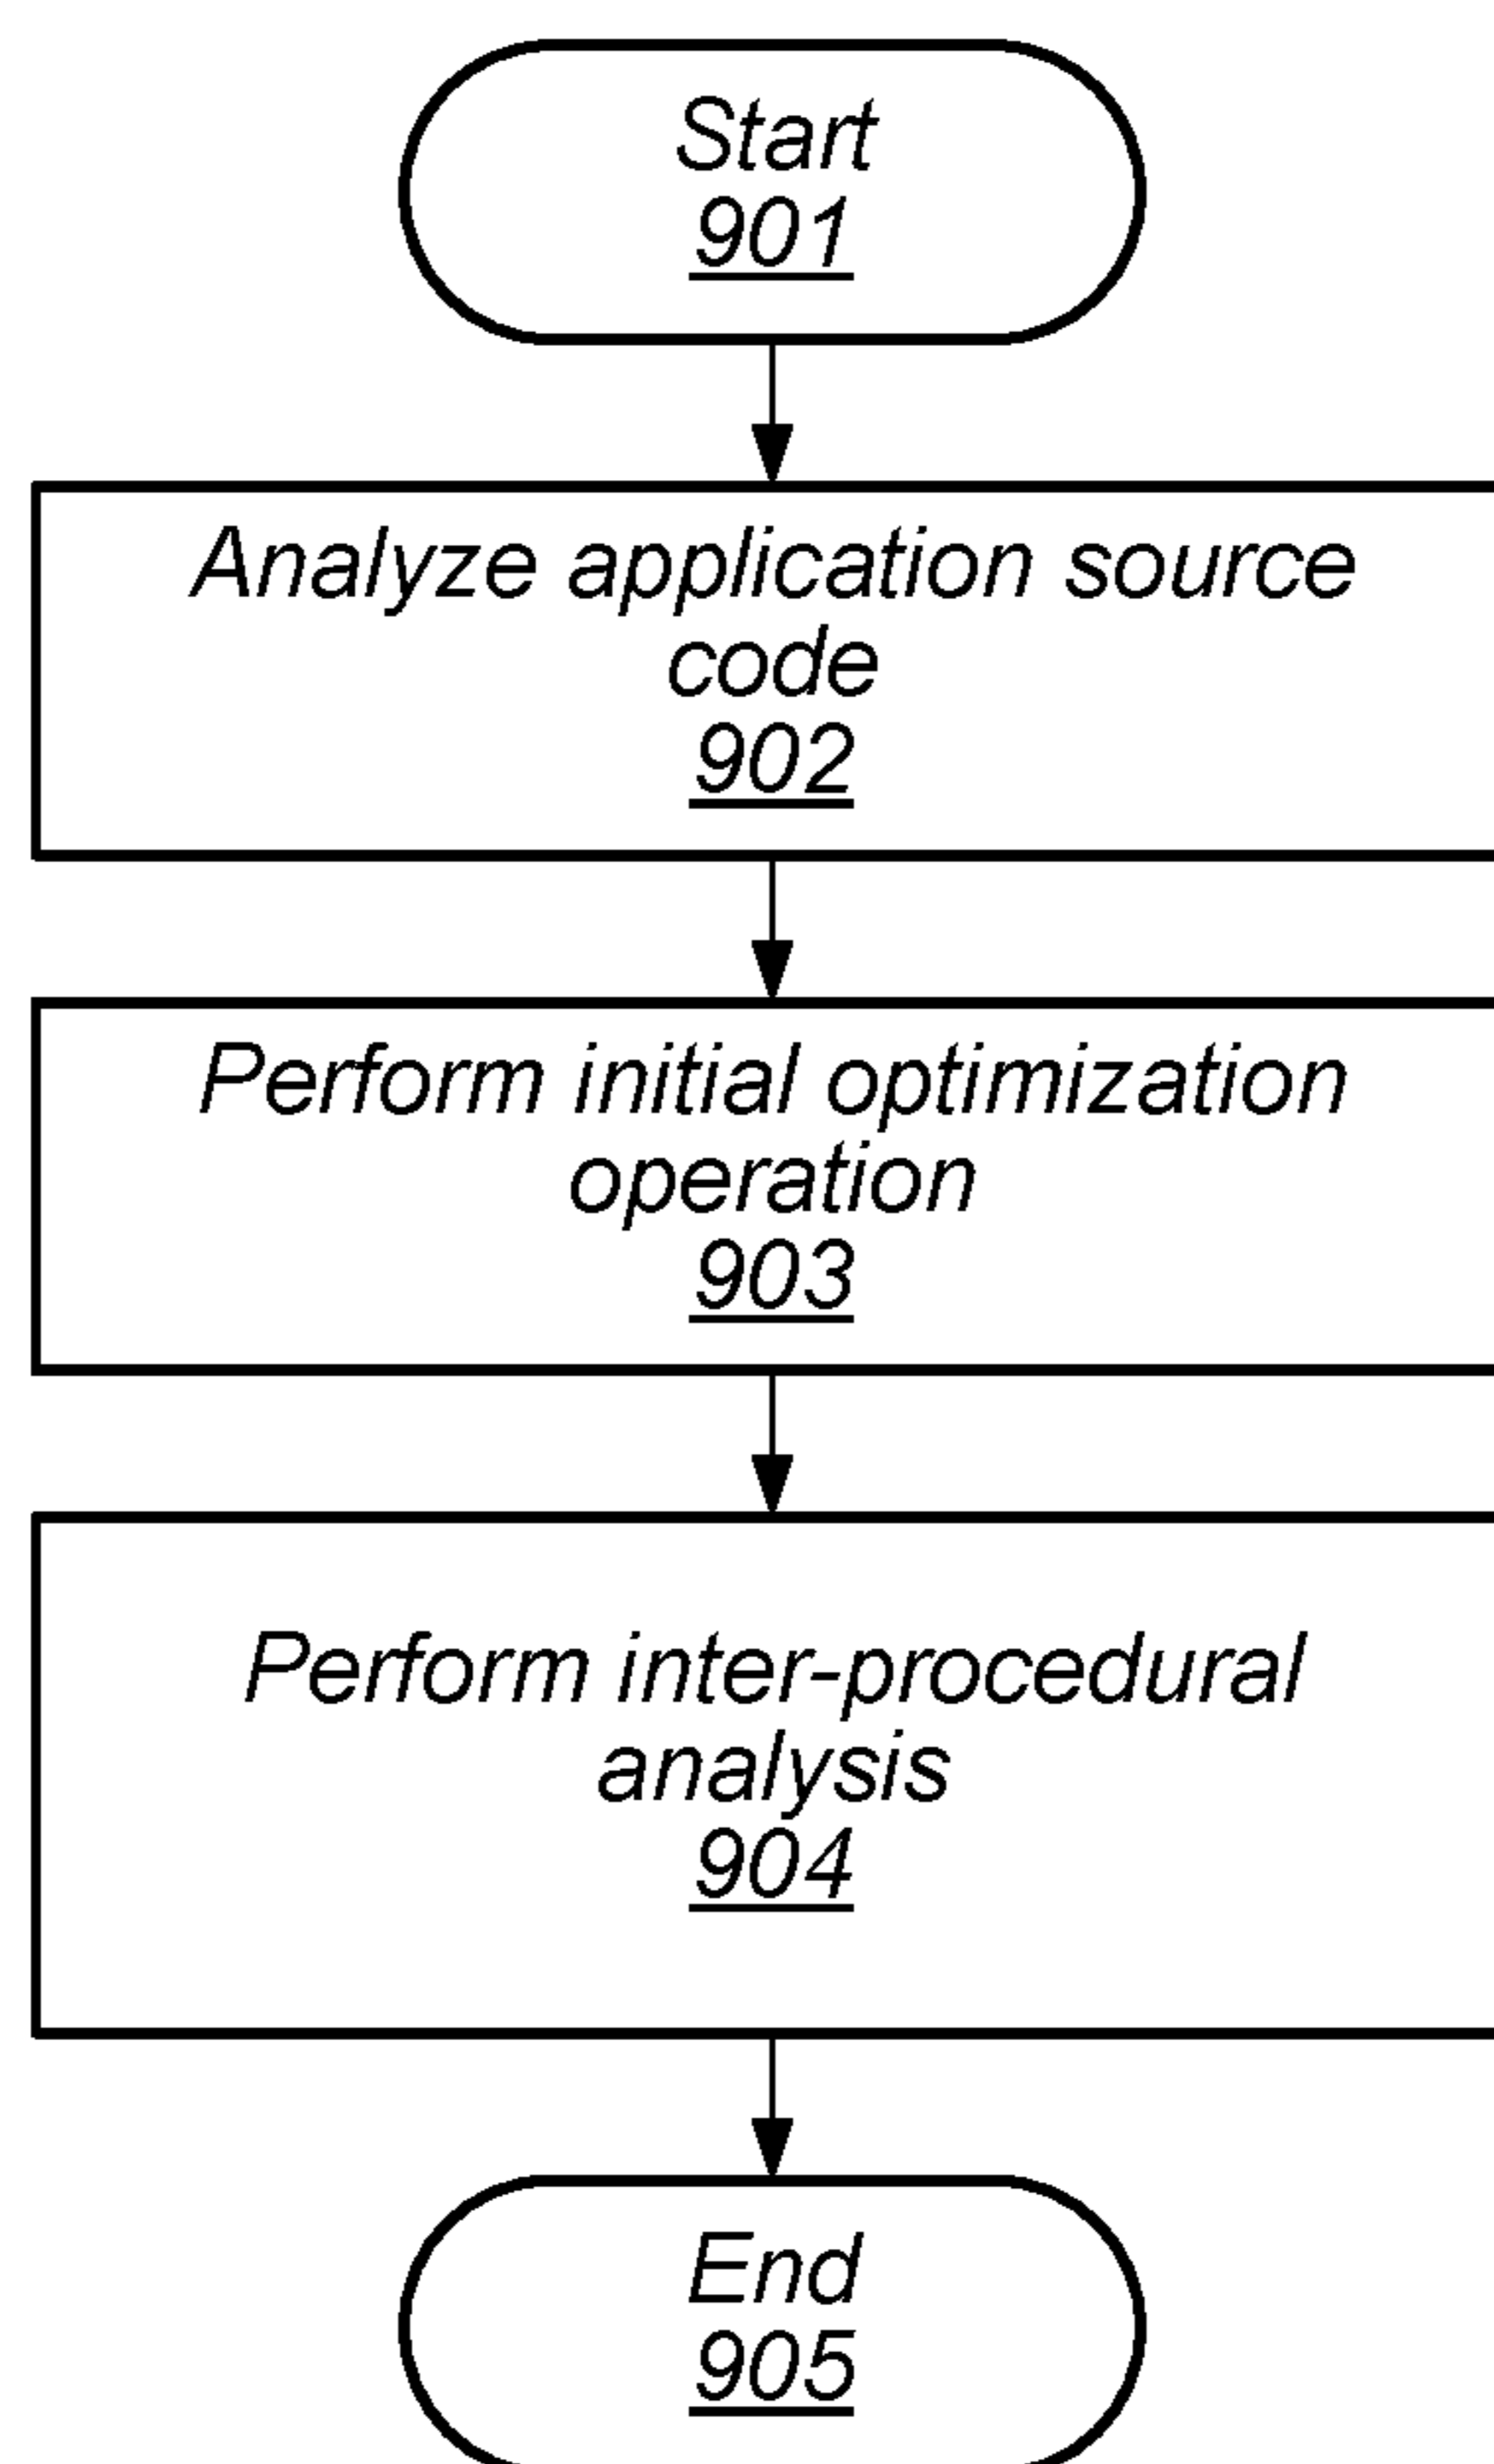 Start
901
Analyze application source
code
902
Perform initial optimization
operation
903
Perform inter-procedural
analysis
904
End
905